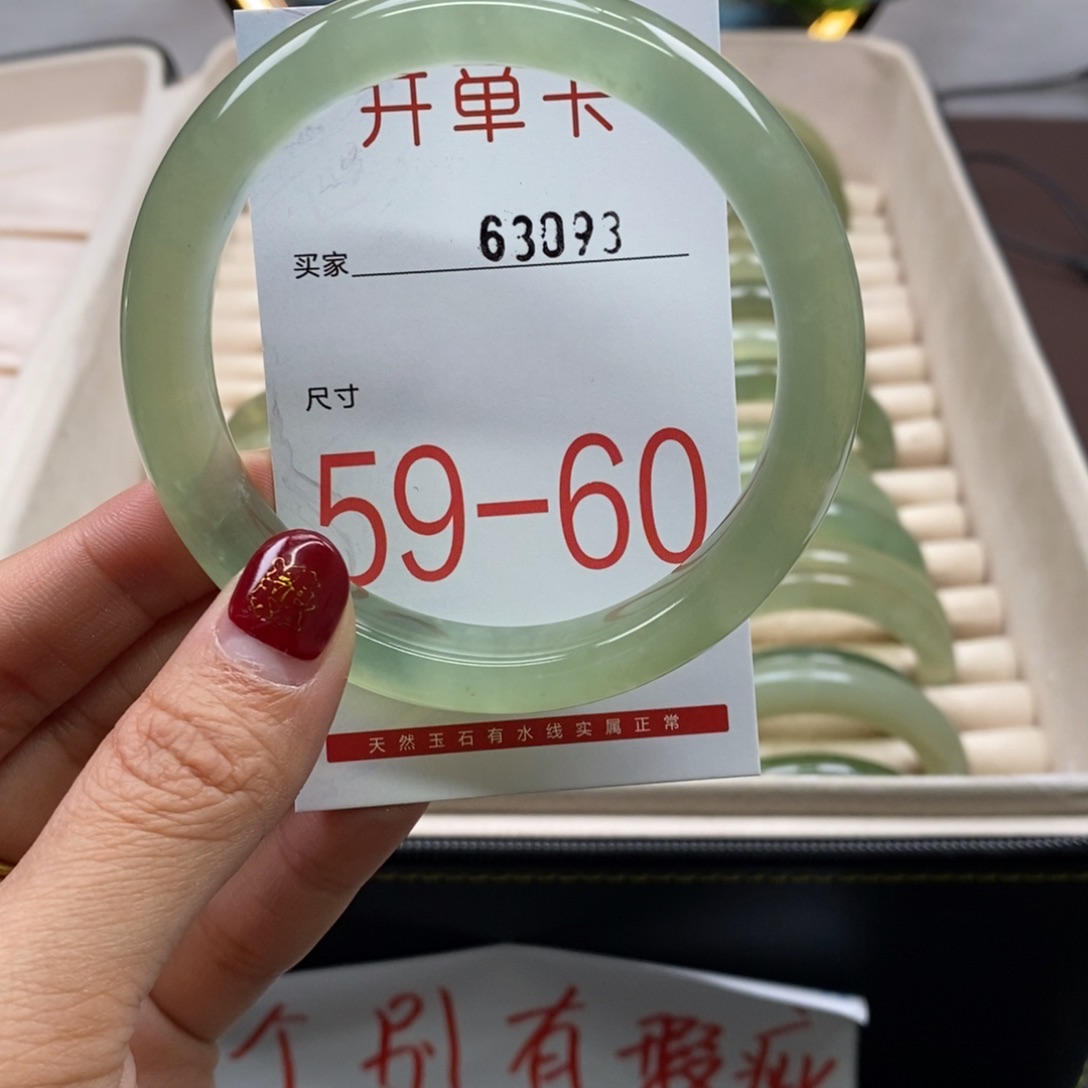 开单卡
买家 63093
尺寸
59-60
天然玉石有水线实属正常
个别有瑕疵